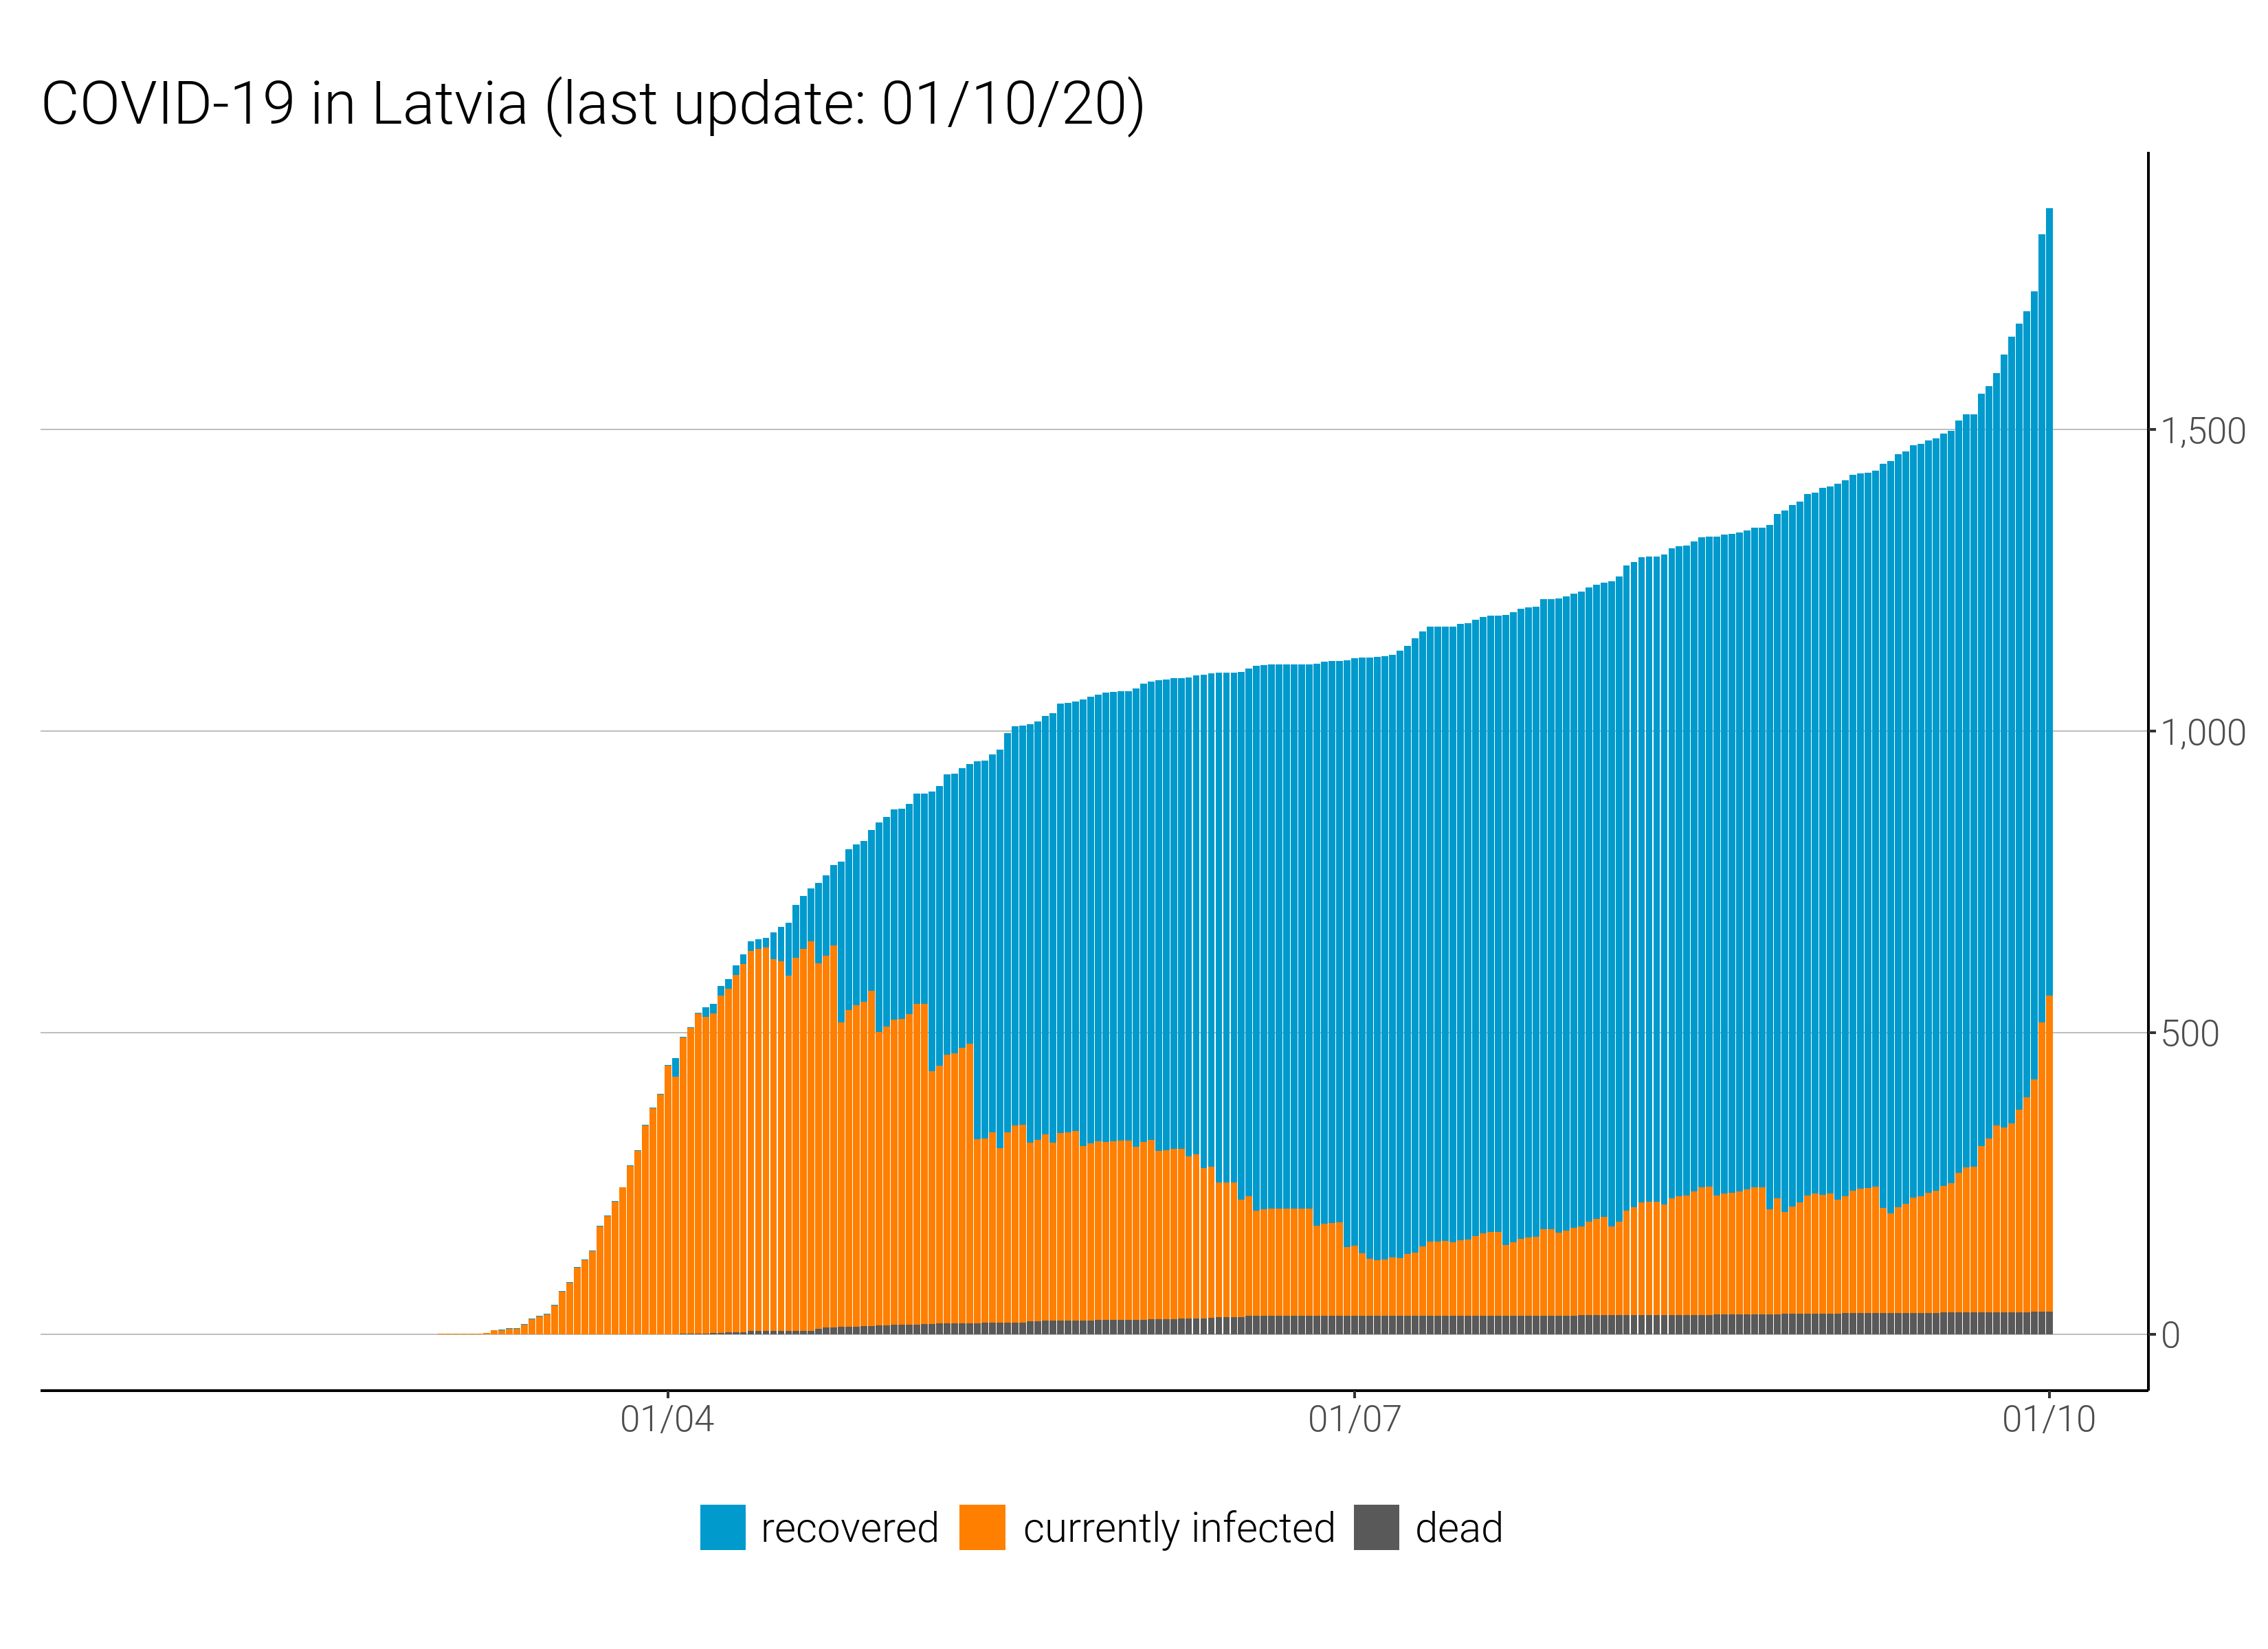 COVID-19 in Latvia (last update: 01/10/20)
1,500
1,000
500
0
01/04 01/07 01/10
recovered currently infected dead